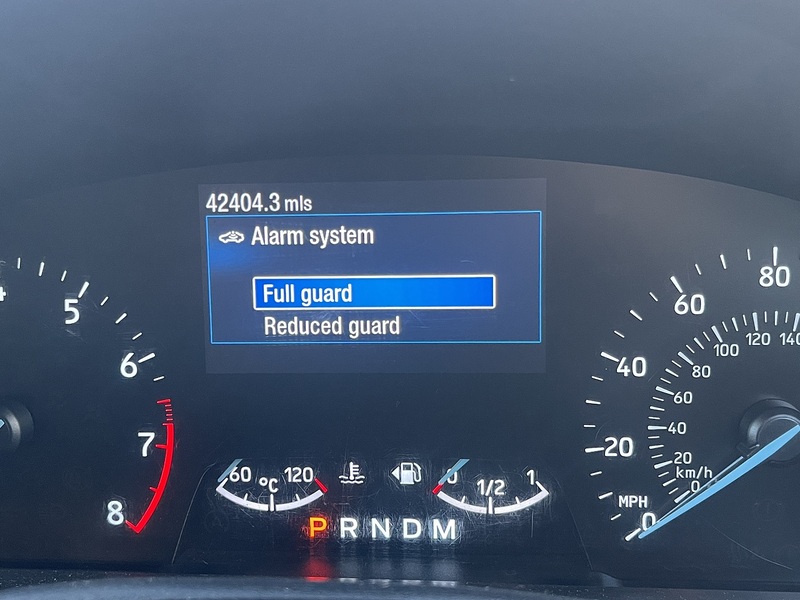 42404.3 mls
Alarm system
Full guard
Reduced guard
5
6
7
8
60 °C 120
0 1/2 1
P R N D M
80
60
40
20
MPH
0
140
120
100
80
60
40
20
km/h
0